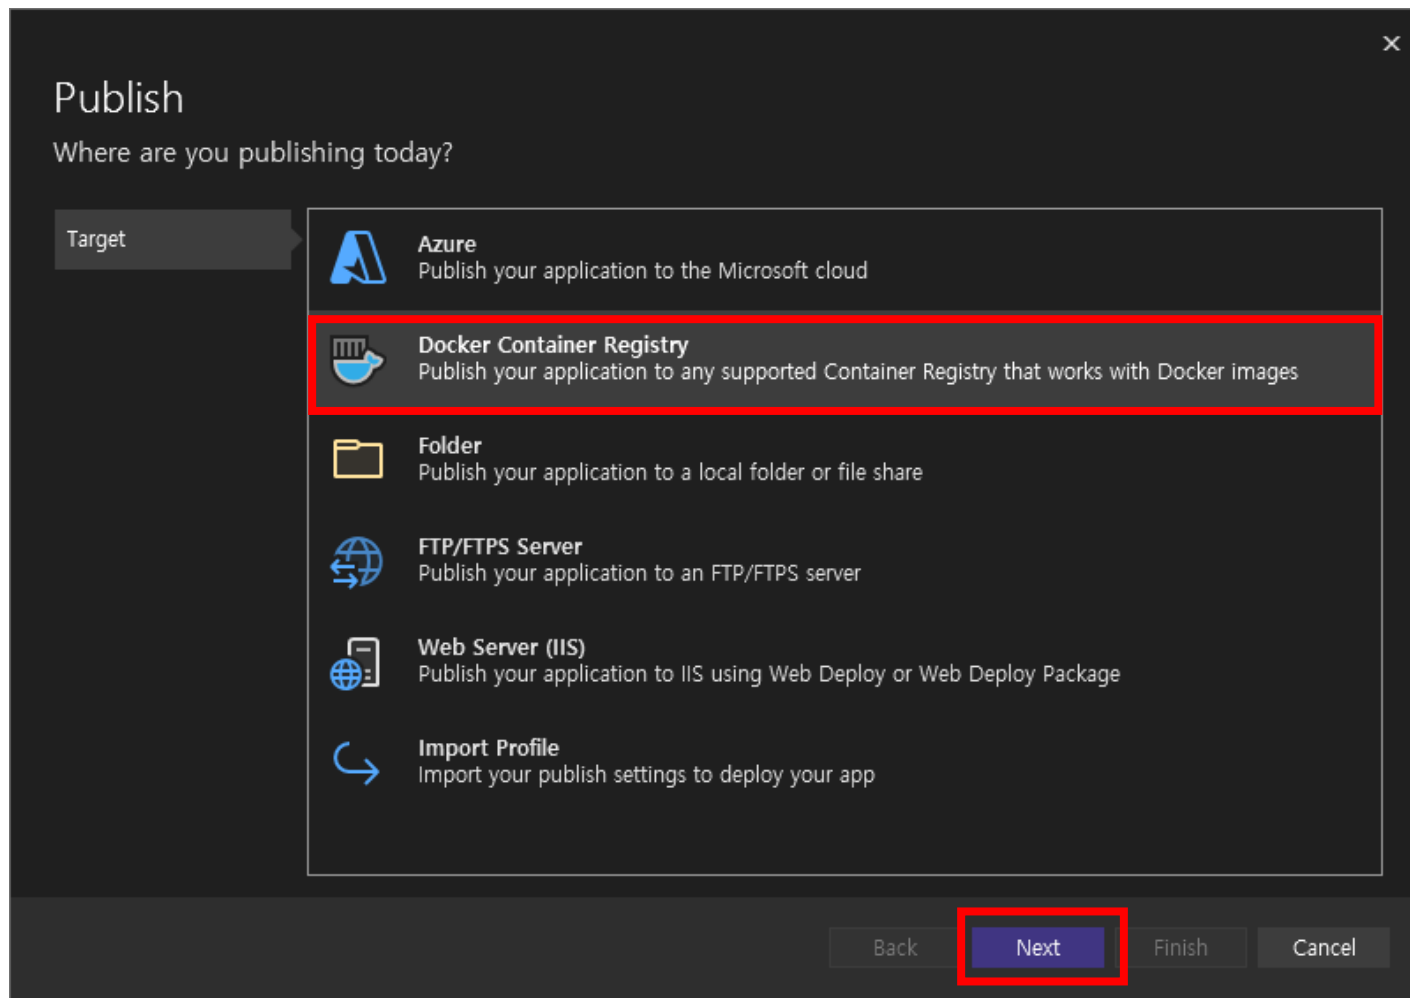 Publish
Where are you publishing today?
Target
Azure
Publish your application to the Microsoft cloud
Docker Container Registry
Publish your application to any supported Container Registry that works with Docker images
Folder
Publish your application to a local folder or file share
FTP/FTPS Server
Publish your application to an FTP/FTPS server
Web Server (IIS)
Publish your application to IIS using Web Deploy or Web Deploy Package
Import Profile
Import your publish settings to deploy your app
Back
Next
Finish
Cancel